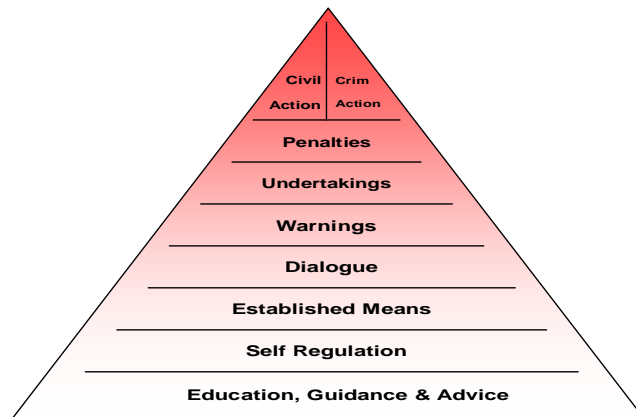 Civil
Action
Crim
Action
Penalties
Undertakings
Warnings
Dialogue
Established Means
Self Regulation
Education, Guidance & Advice